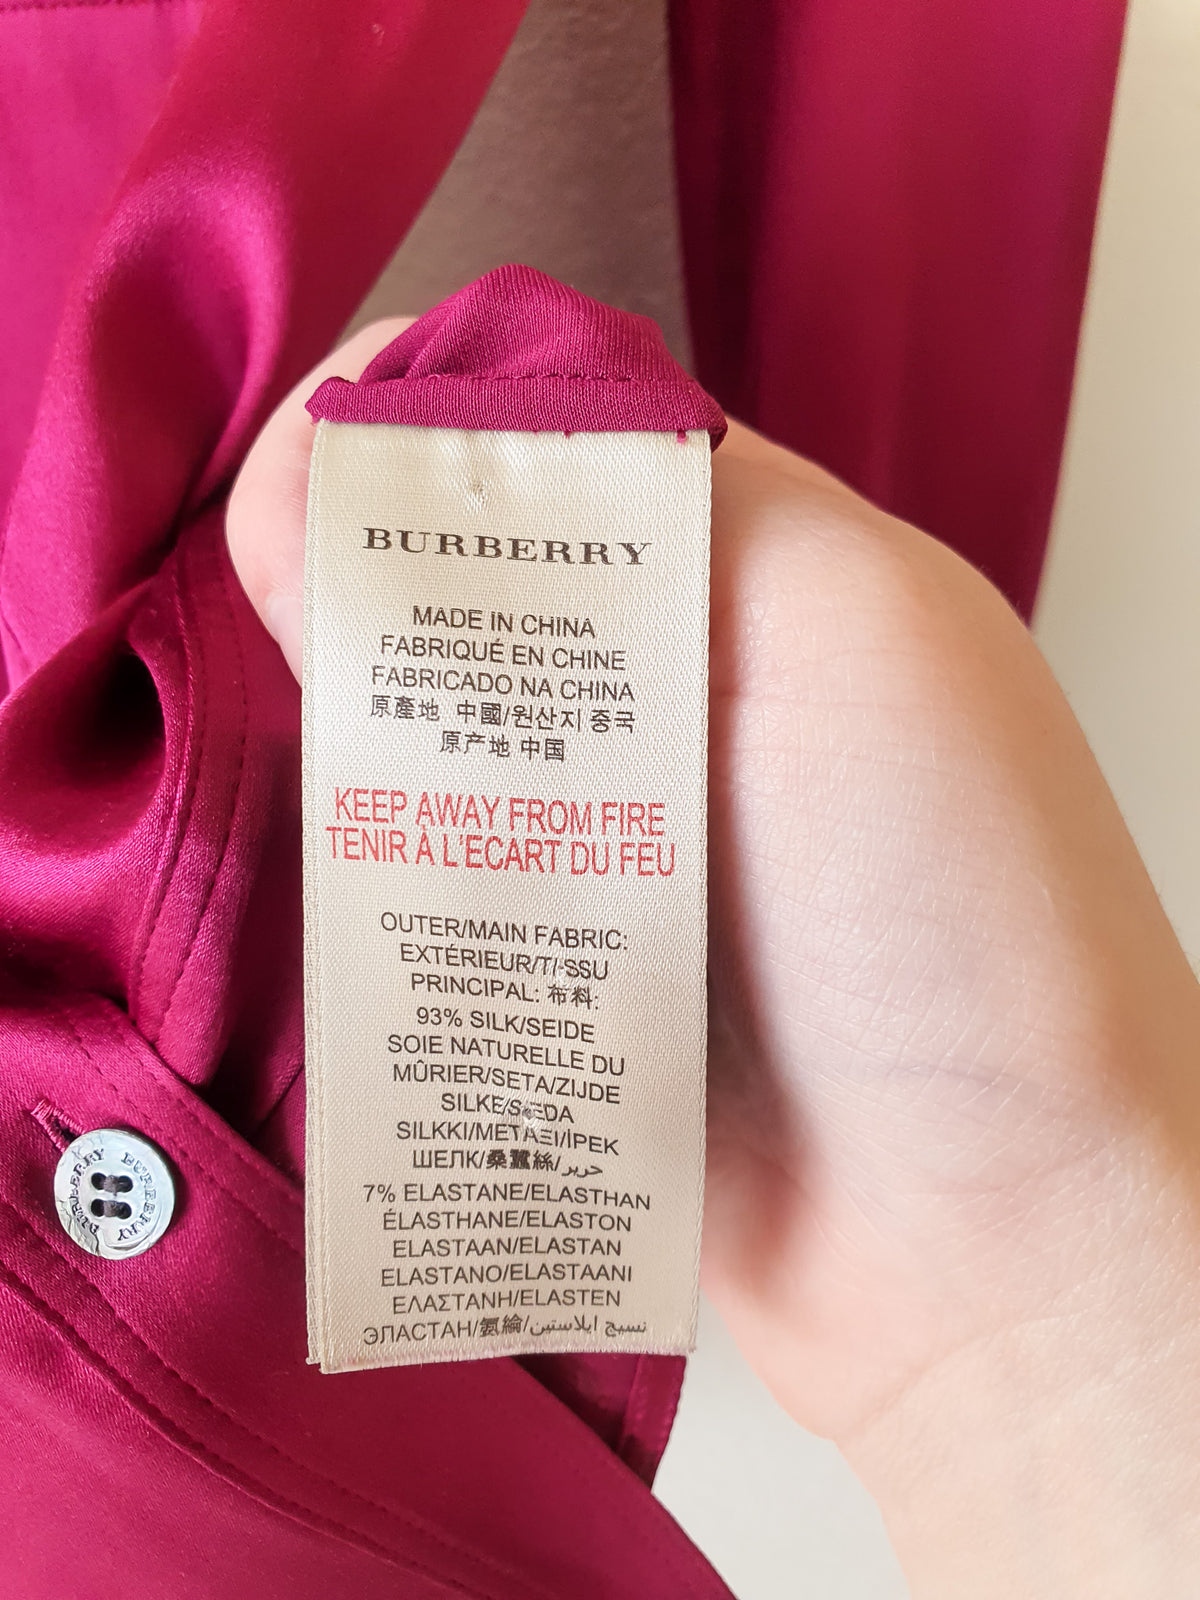 BURBERRY
MADE IN CHINA
FABRIQUÉ EN CHINE
FABRICADO NA CHINA
原產地 中國/원산지 중국
原产地 中国
KEEP AWAY FROM FIRE
TENIR À L'ECART DU FEU
OUTER/MAIN FABRIC:
EXTÉRIEUR/TISSU
PRINCIPAL: 布料:
93% SILK/SEIDE
SOIE NATURELLE DU
MÛRIER/SETA/ZIJDE
SILKE/SEDA
SILKKI/ΜΕΤΑΞΙ/İPEK
ШЕЛК/桑蠶絲/حرير
7% ELASTANE/ELASTHAN
ÉLASTHANE/ELASTON
ELASTAAN/ELASTAN
ELASTANO/ELASTAANI
ΕΛΑΣΤΑΝΗ/ELASTEN
ЭЛАСТАН/氨綸/نسيج ايلاستين
BURBERRY BURBERRY